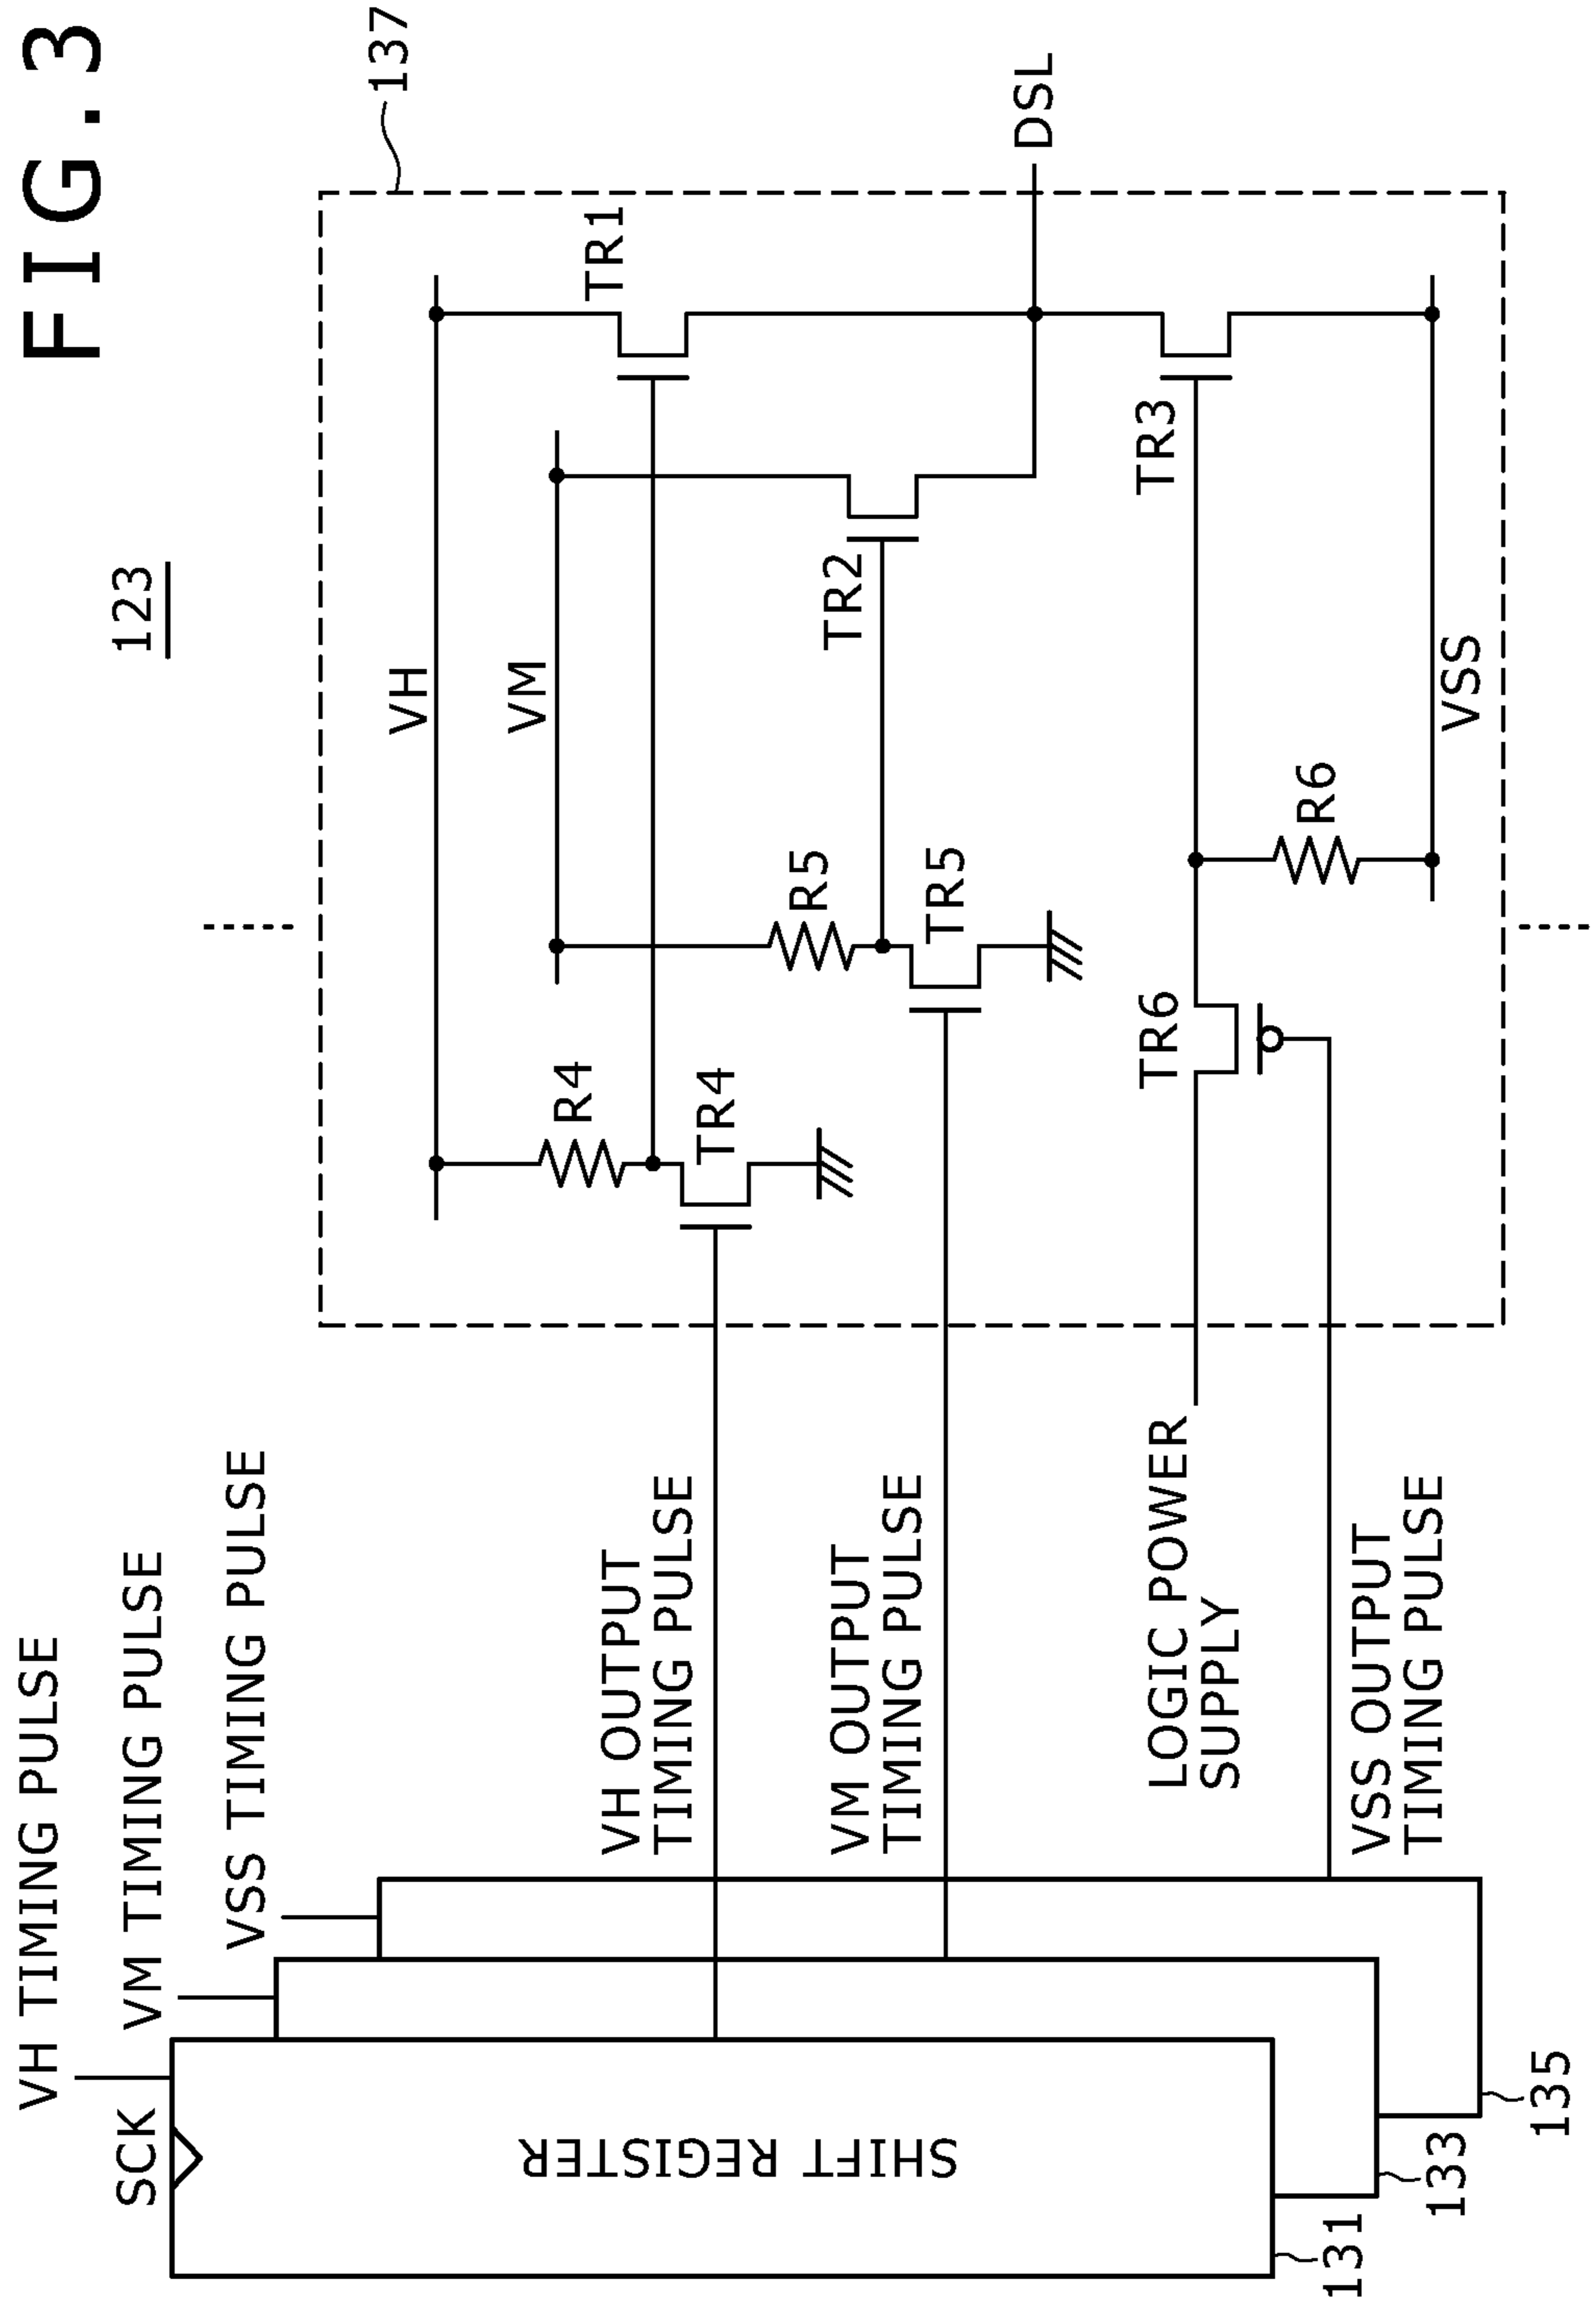 FIG.3
123
VH TIMING PULSE
VM TIMING PULSE
VSS TIMING PULSE
SCK
SHIFT REGISTER
131
133
135
VH OUTPUT
TIMING PULSE
VM OUTPUT
TIMING PULSE
LOGIC POWER
SUPPLY
VSS OUTPUT
TIMING PULSE
137
VH
VM
R4
TR4
R5
TR5
TR1
TR2
TR3
TR6
R6
VSS
DSL